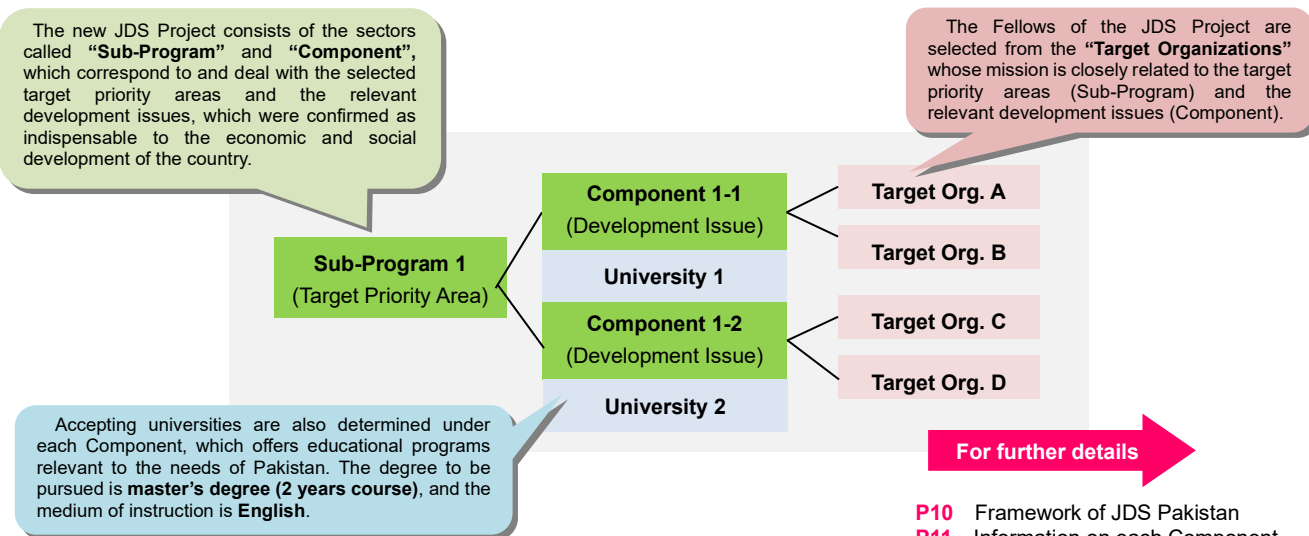 The new JDS Project consists of the sectors
called “Sub-Program” and “Component”,
which correspond to and deal with the selected
target priority areas and the relevant
development issues, which were confirmed as
indispensable to the economic and social
development of the country.
The Fellows of the JDS Project are
selected from the “Target Organizations”
whose mission is closely related to the target
priority areas (Sub-Program) and the
relevant development issues (Component).
Sub-Program 1
(Target Priority Area)
Component 1-1
(Development Issue)
University 1
Component 1-2
(Development Issue)
University 2
Target Org. A
Target Org. B
Target Org. C
Target Org. D
Accepting universities are also determined under
each Component, which offers educational programs
relevant to the needs of Pakistan. The degree to be
pursued is master’s degree (2 years course), and the
medium of instruction is English.
For further details
P10 Framework of JDS Pakistan
P11 Information on each Component